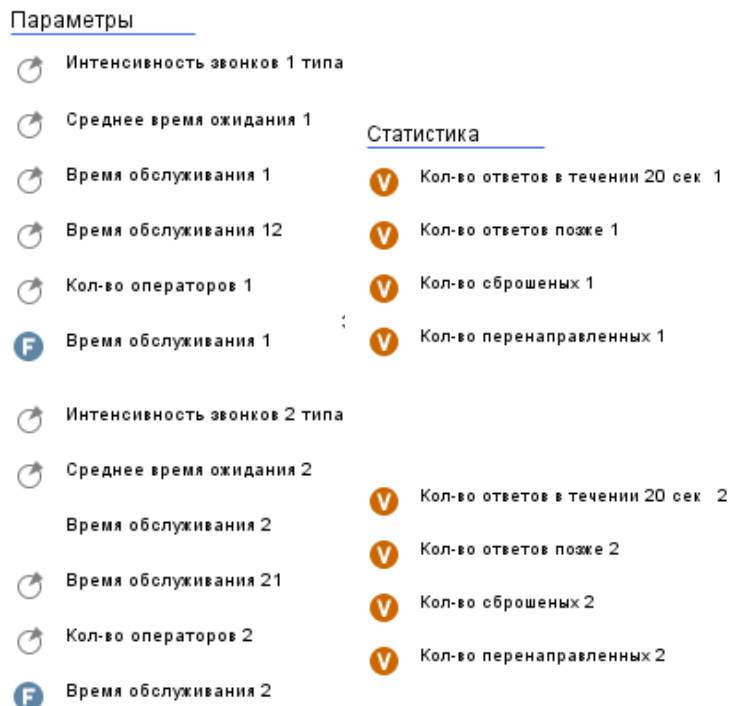 Параметры
Интенсивность звонков 1 типа
Среднее время ожидания 1
Время обслуживания 1
Время обслуживания 12
Кол-во операторов 1
F Время обслуживания 1
Интенсивность звонков 2 типа
Среднее время ожидания 2
Время обслуживания 2
Время обслуживания 21
Кол-во операторов 2
F Время обслуживания 2
Статистика
V Кол-во ответов в течении 20 сек 1
V Кол-во ответов позже 1
V Кол-во сброшеных 1
V Кол-во перенаправленных 1
V Кол-во ответов в течении 20 сек 2
V Кол-во ответов позже 2
V Кол-во сброшеных 2
V Кол-во перенаправленных 2